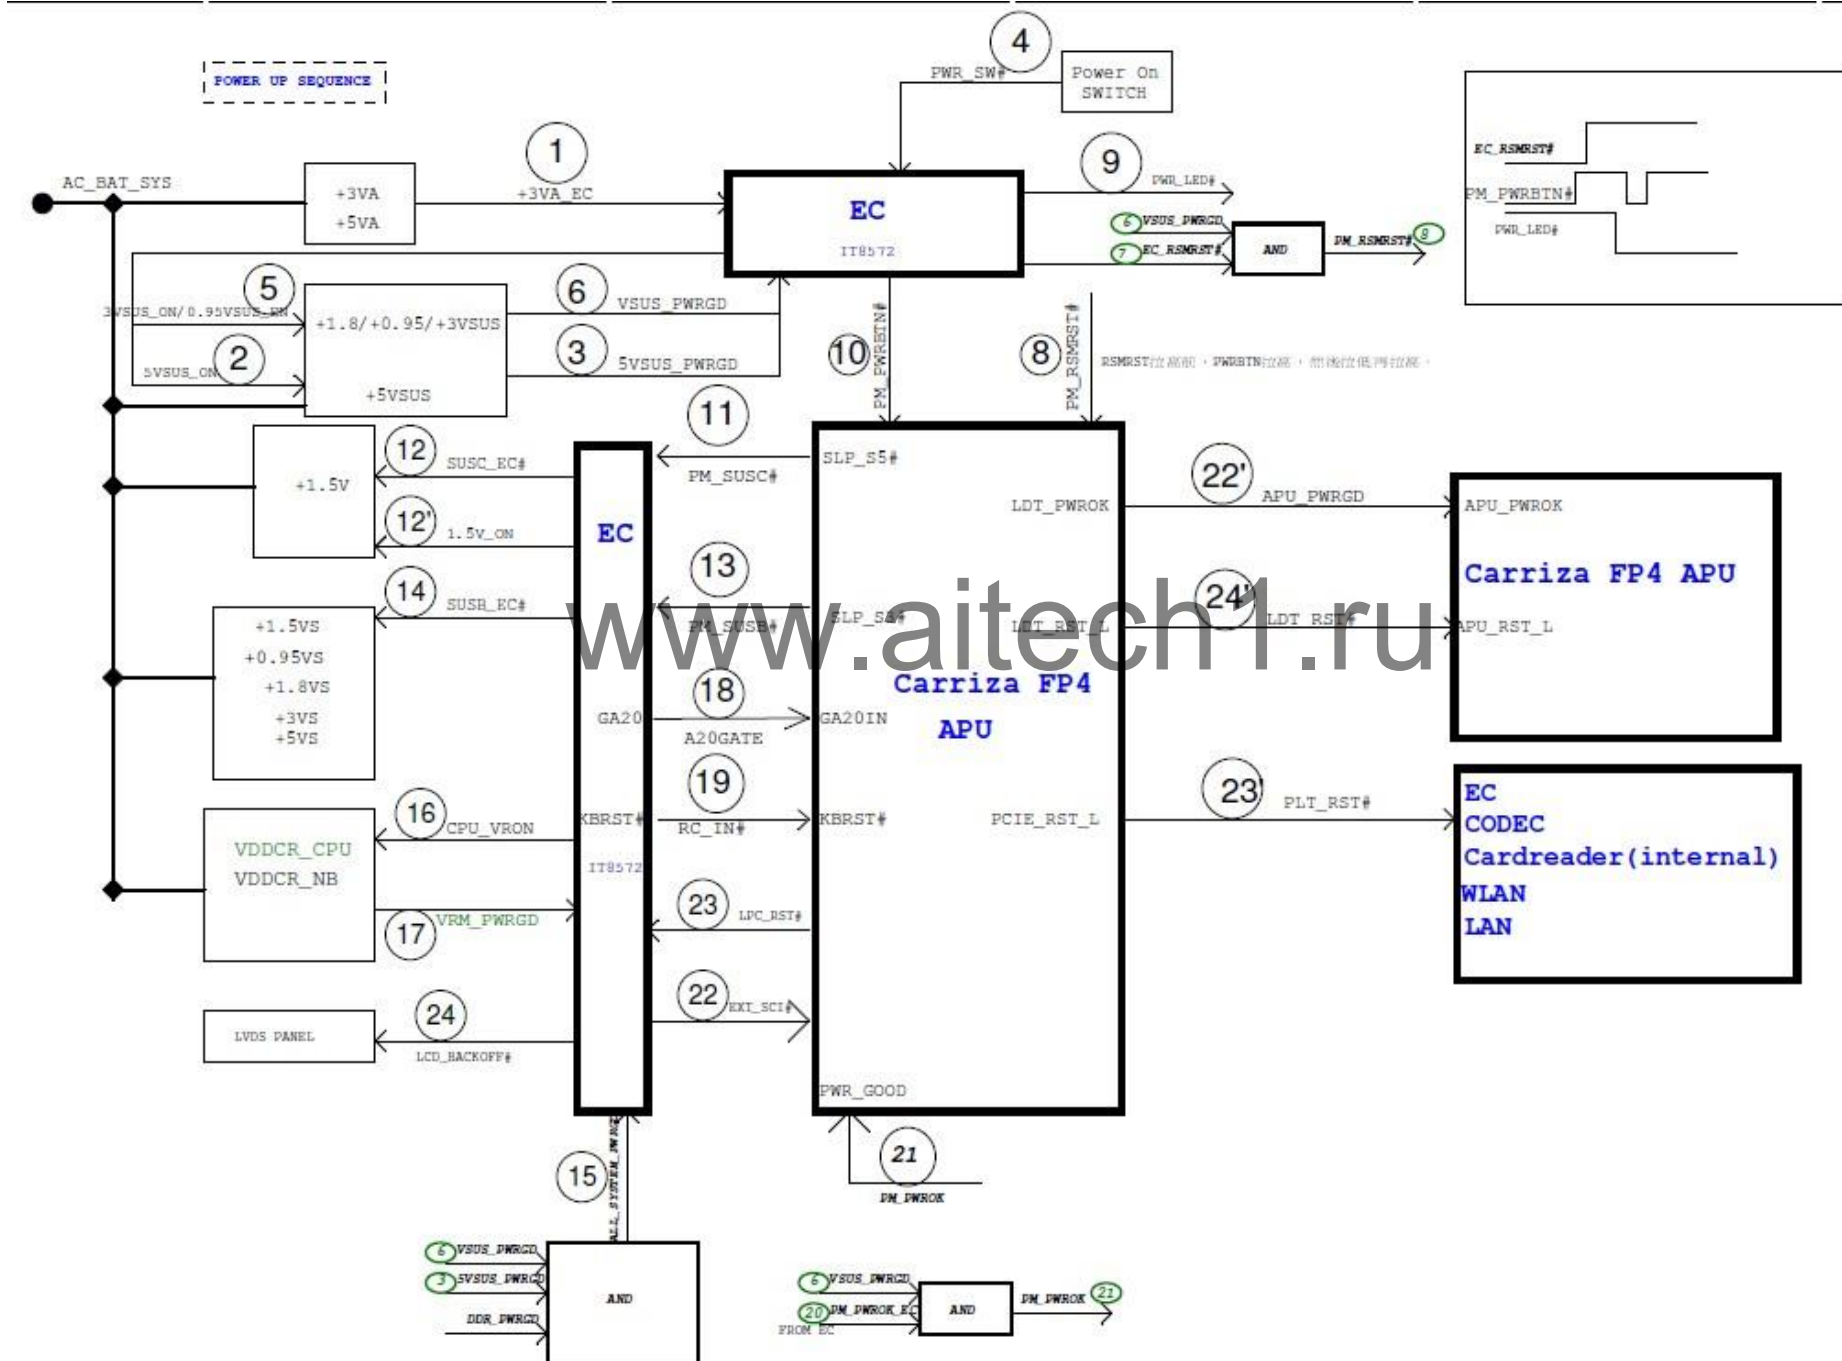 POWER UP SEQUENCE
4
PWR_SW#
Power On
SWITCH
AC_BAT_SYS
+3VA
+5VA
1
+3VA_EC
EC
IT8572
9
PWR_LED#
6 VSUS_PWRGD
7 EC_RSMRST#
AND
PM_RSMRST# 8
EC_RSMRST#
PM_PWRBTN#
PWR_LED#
5
3VSUS_ON/0.95VSUS_EN
2
5VSUS_ON
+1.8/+0.95/+3VSUS
+5VSUS
6
VSUS_PWRGD
3
5VSUS_PWRGD
10
PM_PWRBTN#
8
PM_RSMRST#
RSMRST
PWRBTN
11
PM_SUSC#
SLP_S5#
12
SUSC_EC#
+1.5V
12'
1.5V_ON
EC
13
PM_SUSB#
SLP_S3#
14
SUSB_EC#
+1.5VS
+0.95VS
+1.8VS
+3VS
+5VS
LDT_PWROK
22'
APU_PWRGD
APU_PWROK
Carriza FP4 APU
24'
LDT_RST_L
LDT_RST#
APU_RST_L
www.aitech1.ru
Carriza FP4
APU
18
GA20
A20GATE
GA20IN
19
KBRST#
RC_IN#
KBRST#
PCIE_RST_L
23'
PLT_RST#
EC
CODEC
Cardreader(internal)
WLAN
LAN
16
CPU_VRON
VDDCR_CPU
VDDCR_NB
IT8572
17
VRM_PWRGD
23
LPC_RST#
22
EXT_SCI#
24
LCD_BACKOFF#
LVDS PANEL
PWR_GOOD
21
PM_PWROK
15
ALL_SYSTEM_PWRGD
6 VSUS_PWRGD
3 5VSUS_PWRGD
DDR_PWRGD
AND
6 VSUS_PWRGD
20 PM_PWROK_EC
FROM EC
AND
PM_PWROK 21